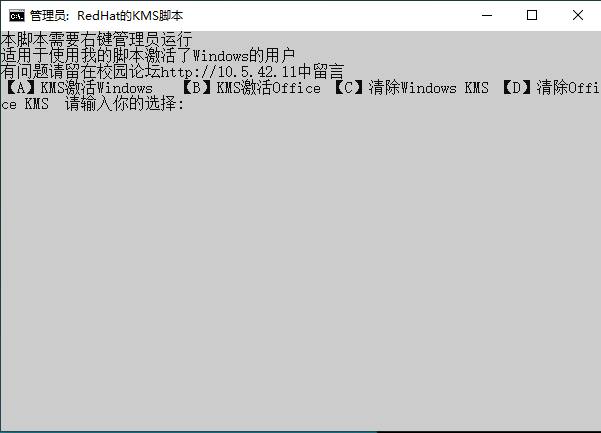 管理员: RedHat的KMS脚本
本脚本需要右键管理员运行
适用于使用我的脚本激活了Windows的用户
有问题请留在校园论坛http://10.5.42.11中留言
【A】KMS激活Windows 【B】KMS激活Office 【C】清除Windows KMS 【D】清除Offi
ce KMS 请输入你的选择: